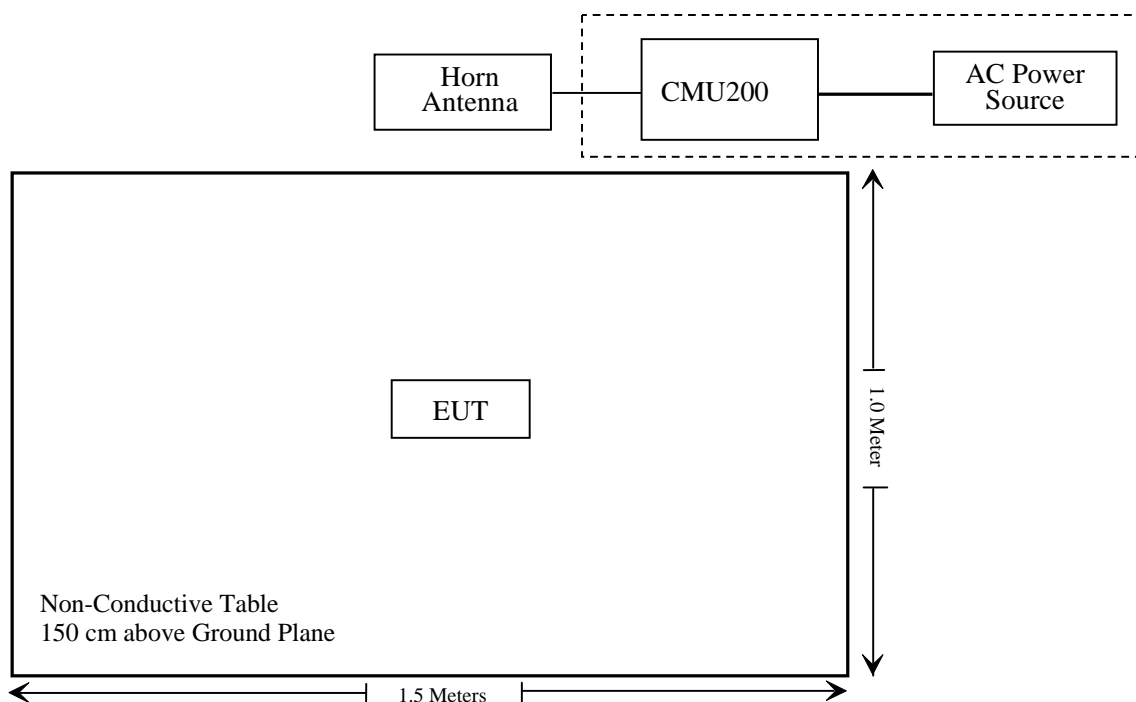 Horn
Antenna
CMU200
AC Power
Source
EUT
1.0 Meter
Non-Conductive Table
150 cm above Ground Plane
1.5 Meters